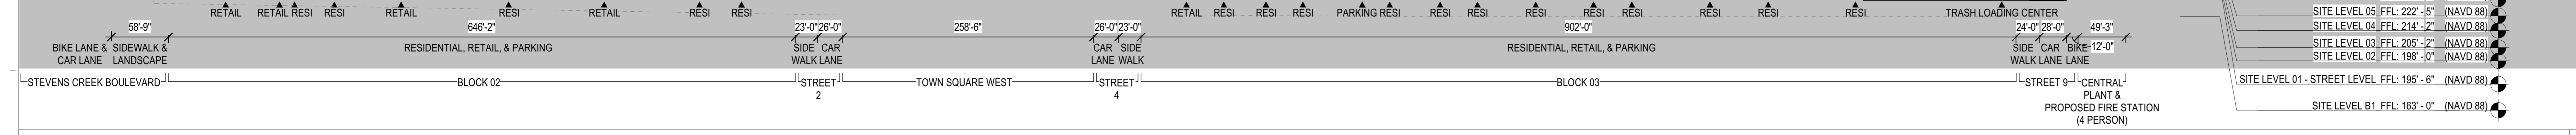 RETAIL RETAIL RESI RESI RETAIL RESI RETAIL RESI RESI RETAIL RESI RESI RESI PARKING RESI RESI RESI RESI RESI RESI RESI RESI RESI TRASH LOADING CENTER
SITE LEVEL 05 FFL: 222' - 5" (NAVD 88)
58'-9" 646'-2" 23'-0" 26'-0" 258'-6" 26'-0" 23'-0" 902'-0" 24'-0" 28'-0" 49'-3"
SITE LEVEL 04 FFL: 214' - 2" (NAVD 88)
SITE LEVEL 03 FFL: 205' - 2" (NAVD 88)
BIKE LANE & SIDEWALK & RESIDENTIAL, RETAIL, & PARKING SIDE CAR CAR SIDE RESIDENTIAL, RETAIL, & PARKING SIDE CAR BIKE 12'-0"
SITE LEVEL 02 FFL: 198' - 0" (NAVD 88)
CAR LANE LANDSCAPE WALK LANE LANE WALK WALK LANE LANE
SITE LEVEL 01 - STREET LEVEL FFL: 195' - 6" (NAVD 88)
STEVENS CREEK BOULEVARD BLOCK 02 STREET TOWN SQUARE WEST STREET BLOCK 03 STREET 9 CENTRAL
2 4 PLANT &
PROPOSED FIRE STATION
SITE LEVEL B1 FFL: 163' - 0" (NAVD 88)
(4 PERSON)